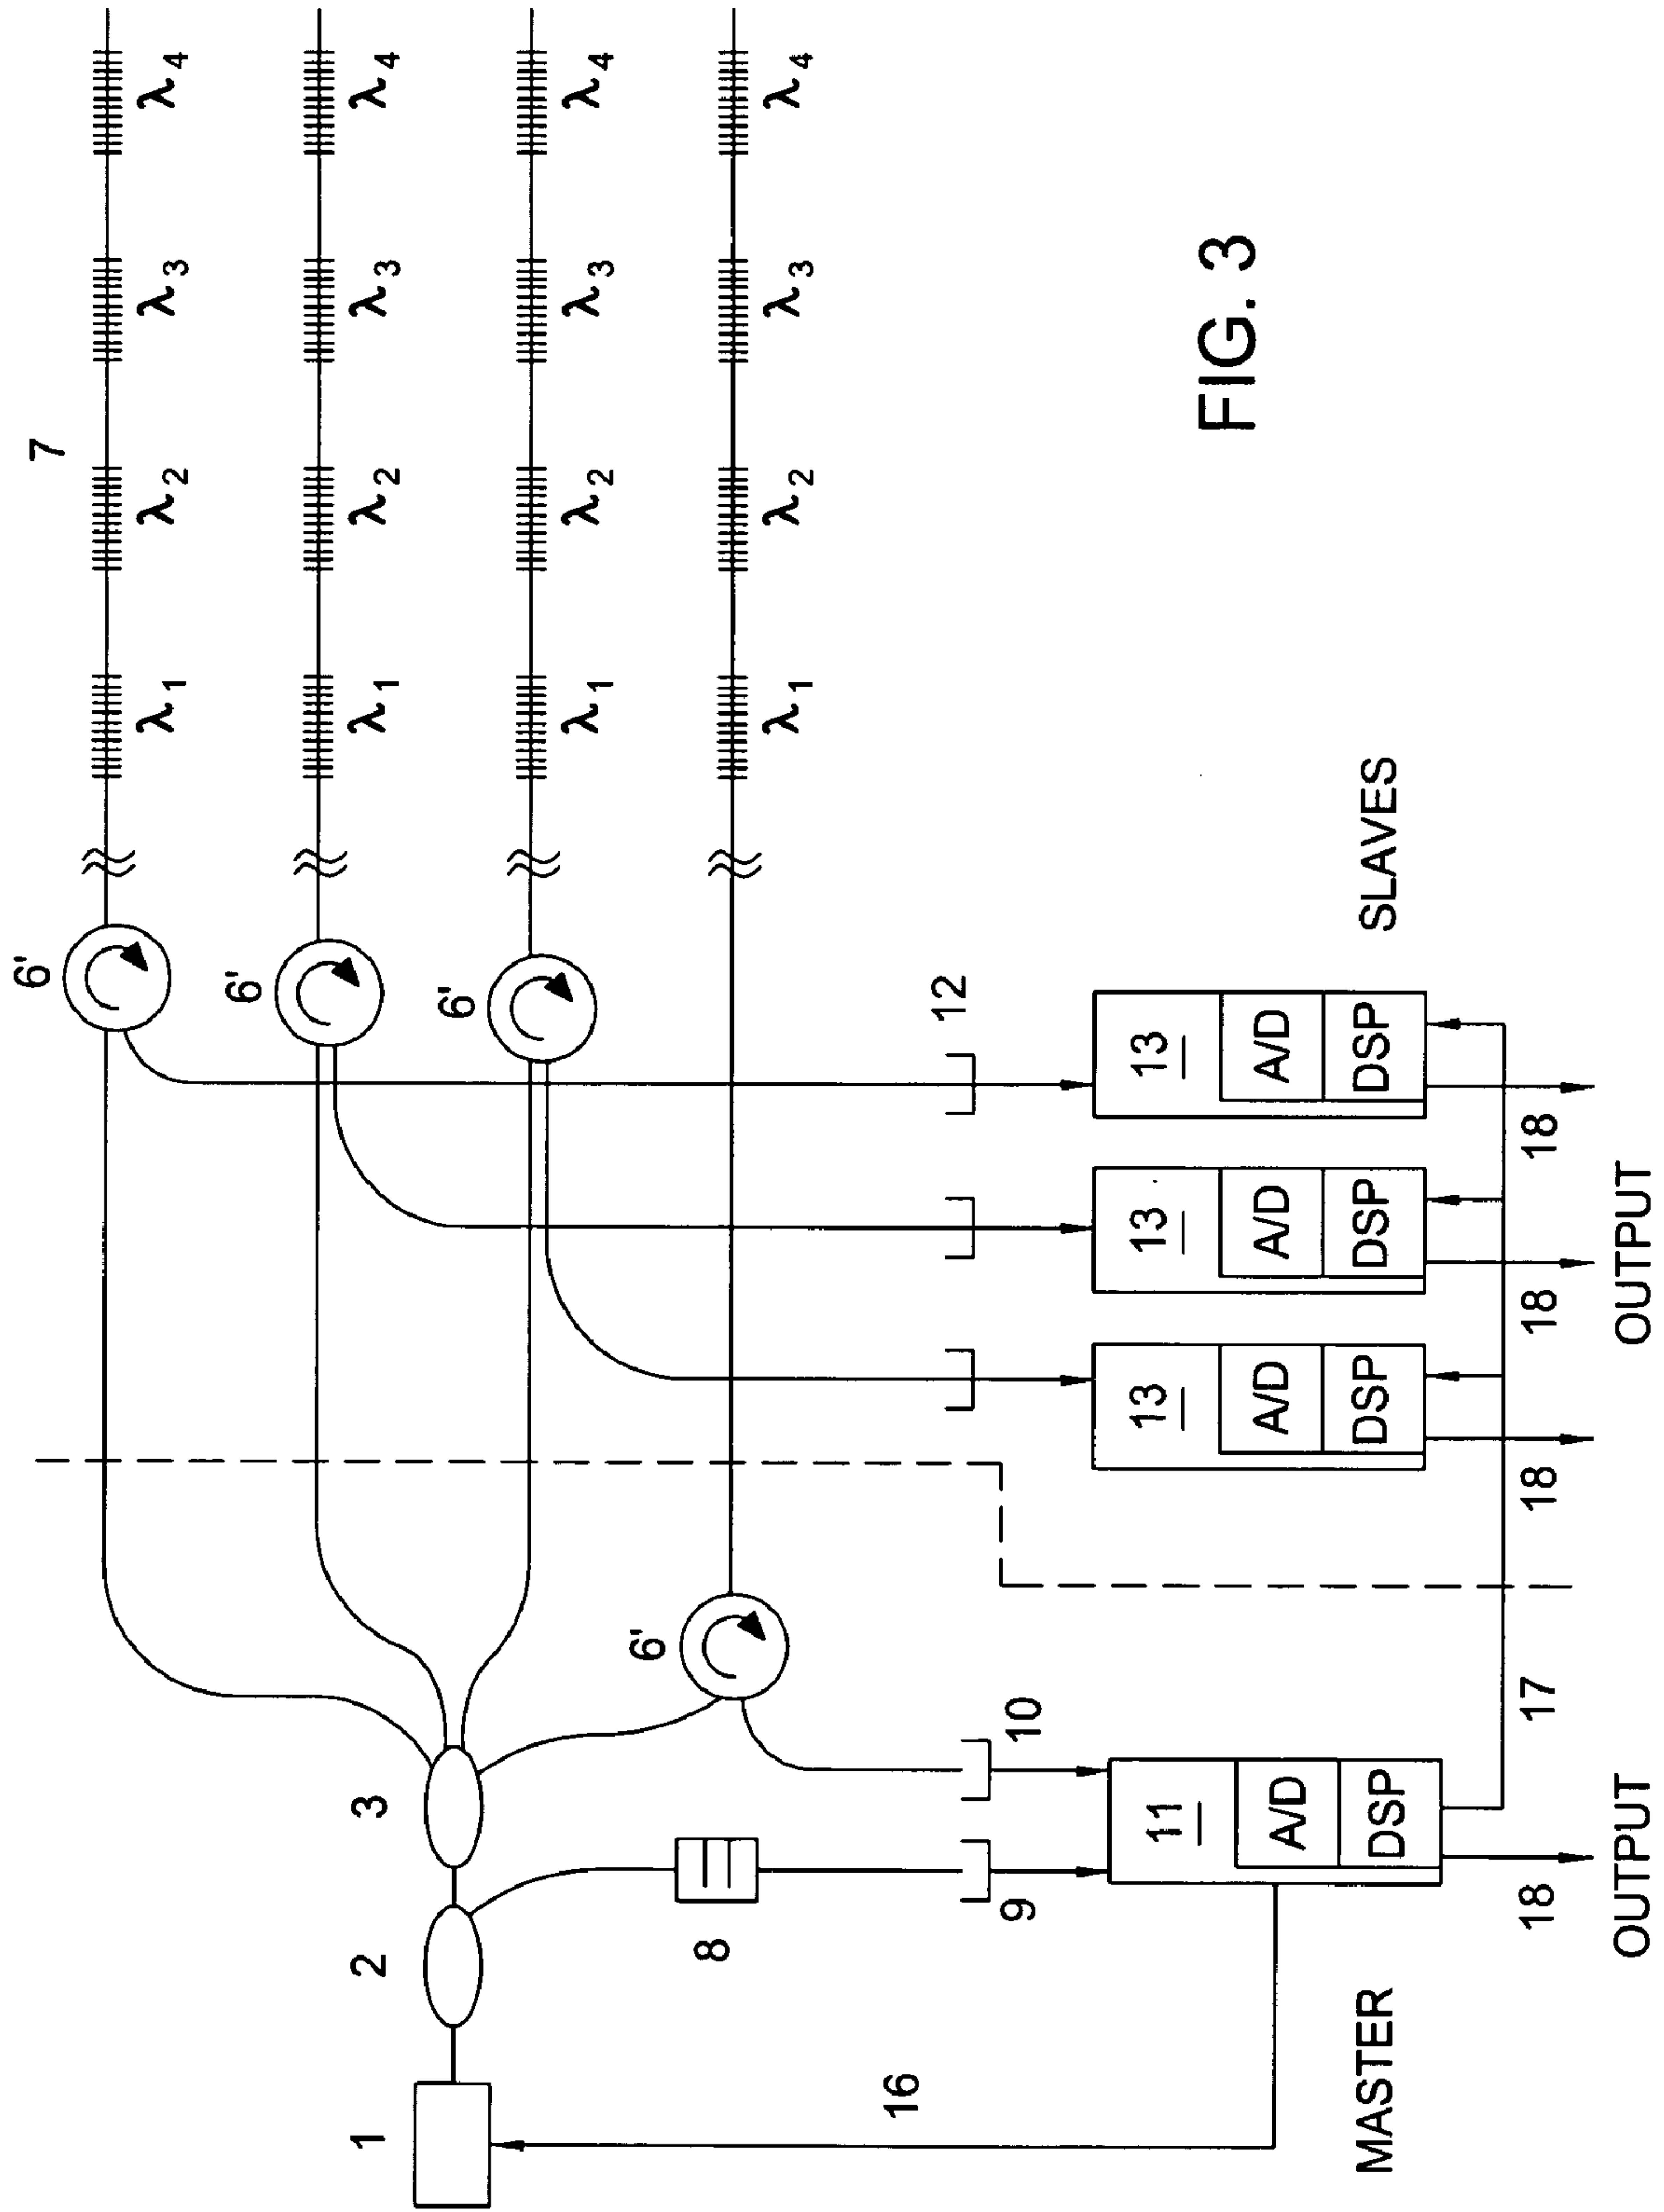 6' 7
λ1 λ2 λ3 λ4
6'
1 2 3
λ1 λ2 λ3 λ4
6'
λ1 λ2 λ3 λ4
6'
8
λ1 λ2 λ3 λ4
16
12
9 10
11 13 13 13
FIG. 3
A/D A/D A/D A/D
MASTER DSP DSP DSP DSP SLAVES
18 17 18 18 18
OUTPUT OUTPUT